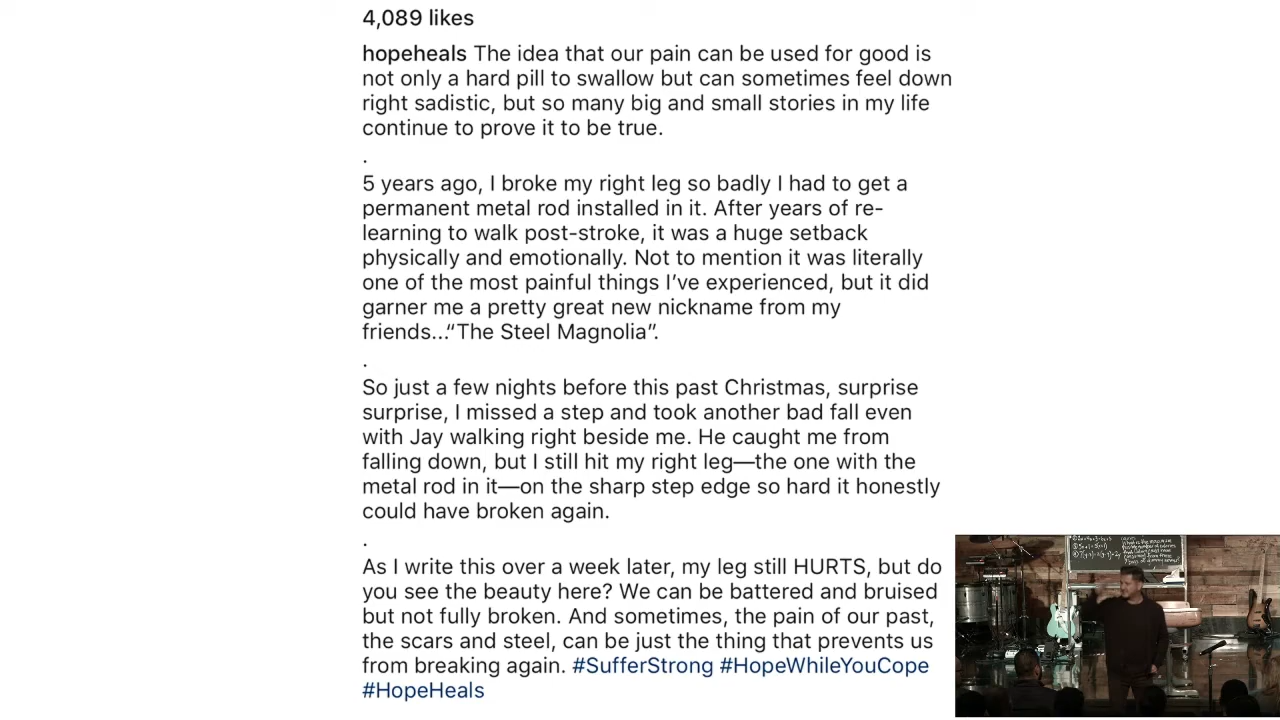 4,089 likes
hopeheals The idea that our pain can be used for good is
not only a hard pill to swallow but can sometimes feel down
right sadistic, but so many big and small stories in my life
continue to prove it to be true.
.
5 years ago, I broke my right leg so badly I had to get a
permanent metal rod installed in it. After years of re-
learning to walk post-stroke, it was a huge setback
physically and emotionally. Not to mention it was literally
one of the most painful things I’ve experienced, but it did
garner me a pretty great new nickname from my
friends...“The Steel Magnolia”.
.
So just a few nights before this past Christmas, surprise
surprise, I missed a step and took another bad fall even
with Jay walking right beside me. He caught me from
falling down, but I still hit my right leg—the one with the
metal rod in it—on the sharp step edge so hard it honestly
could have broken again.
.
As I write this over a week later, my leg still HURTS, but do
you see the beauty here? We can be battered and bruised
but not fully broken. And sometimes, the pain of our past,
the scars and steel, can be just the thing that prevents us
from breaking again. #SufferStrong #HopeWhileYouCope
#HopeHeals